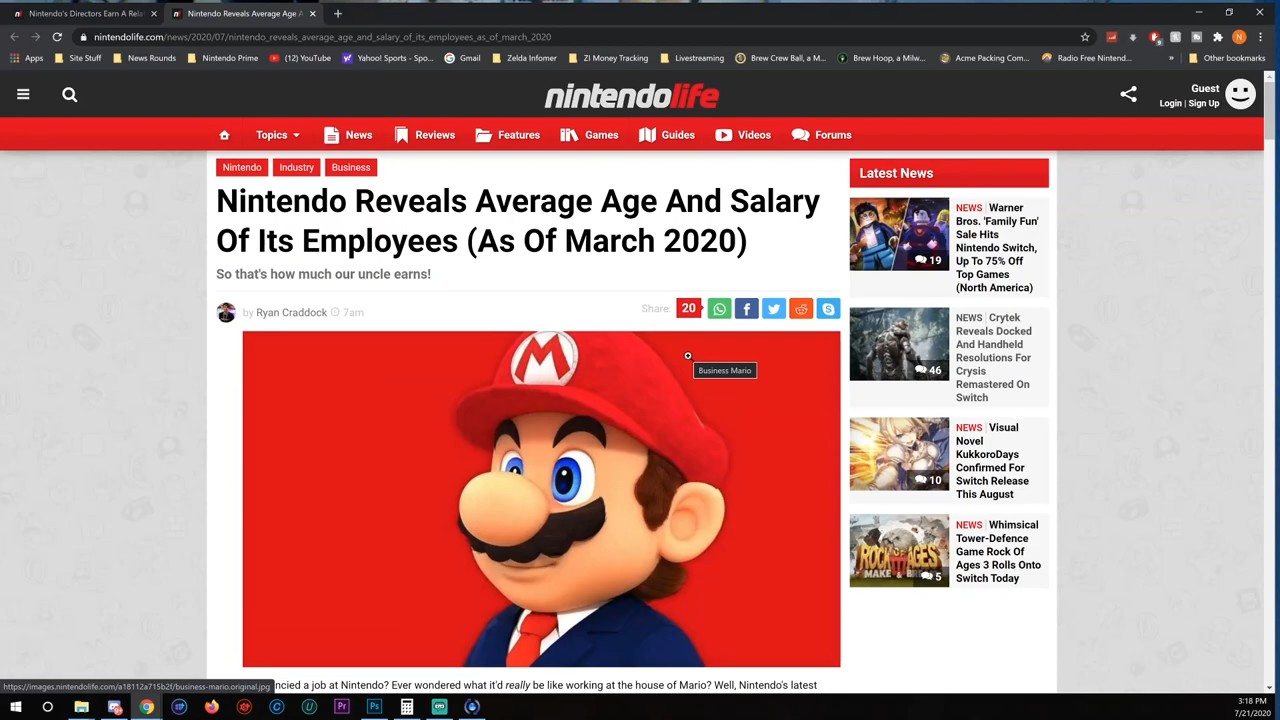 Nintendo's Directors Earn A Rela
Nintendo Reveals Average Age A
nintendolife.com/news/2020/07/nintendo_reveals_average_age_and_salary_of_its_employees_as_of_march_2020
Apps Site Stuff News Rounds Nintendo Prime (12) YouTube Yahoo! Sports - Spo... Gmail Zelda Infomer ZI Money Tracking Livestreaming Brew Crew Ball, a M... Brew Hoop, a Milw... Acme Packing Com... Radio Free Nintend... » Other bookmarks
nintendolife
Guest
Login | Sign Up
Topics News Reviews Features Games Guides Videos Forums
Nintendo Industry Business
Nintendo Reveals Average Age And Salary
Of Its Employees (As Of March 2020)
So that's how much our uncle earns!
by Ryan Craddock 7am
Share: 20
M
Business Mario
ncied a job at Nintendo? Ever wondered what it'd really be like working at the house of Mario? Well, Nintendo's latest
Latest News
NEWS Warner
Bros. 'Family Fun'
Sale Hits
Nintendo Switch,
Up To 75% Off
Top Games
(North America)
19
NEWS Crytek
Reveals Docked
And Handheld
Resolutions For
Crysis
Remastered On
Switch
46
NEWS Visual
Novel
KukkoroDays
Confirmed For
Switch Release
This August
10
NEWS Whimsical
Tower-Defence
Game Rock Of
Ages 3 Rolls Onto
Switch Today
ROCK OF AGES
MAKE &
5
https://images.nintendolife.com/a18112a715b2f/business-mario.original.jpg
3:18 PM
7/21/2020